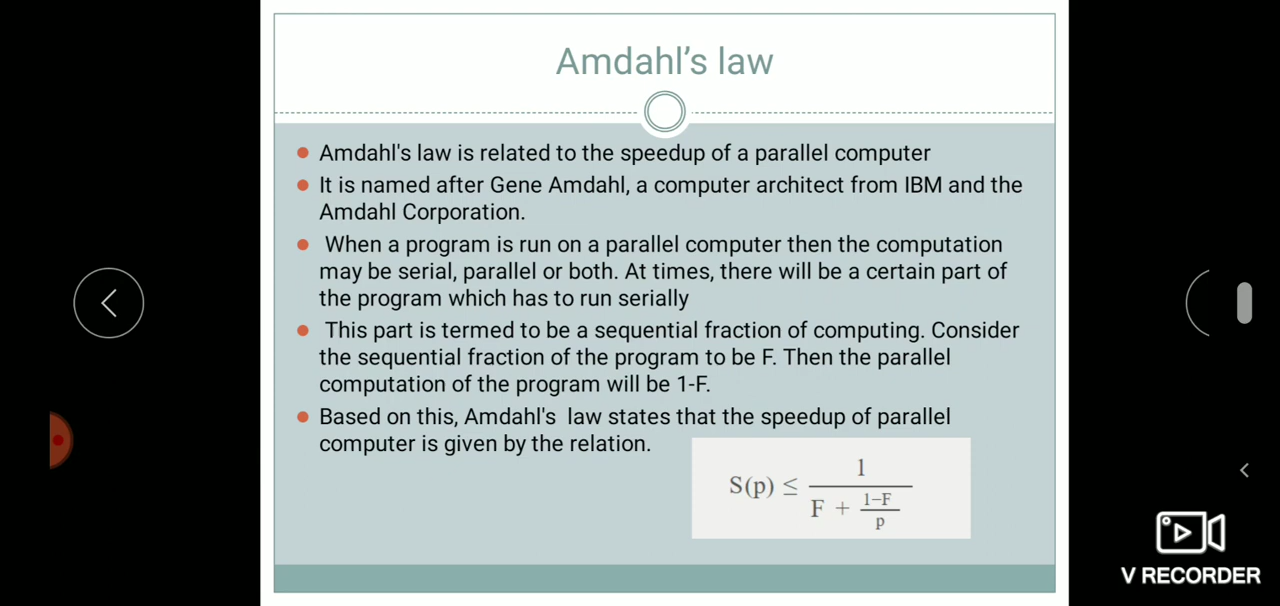 Amdahl’s law
Amdahl's law is related to the speedup of a parallel computer
It is named after Gene Amdahl, a computer architect from IBM and the
Amdahl Corporation.
When a program is run on a parallel computer then the computation
may be serial, parallel or both. At times, there will be a certain part of
the program which has to run serially
This part is termed to be a sequential fraction of computing. Consider
the sequential fraction of the program to be F. Then the parallel
computation of the program will be 1-F.
Based on this, Amdahl's  law states that the speedup of parallel
computer is given by the relation.
S(p) ≤ 1
F + 1−F
p
V RECORDER